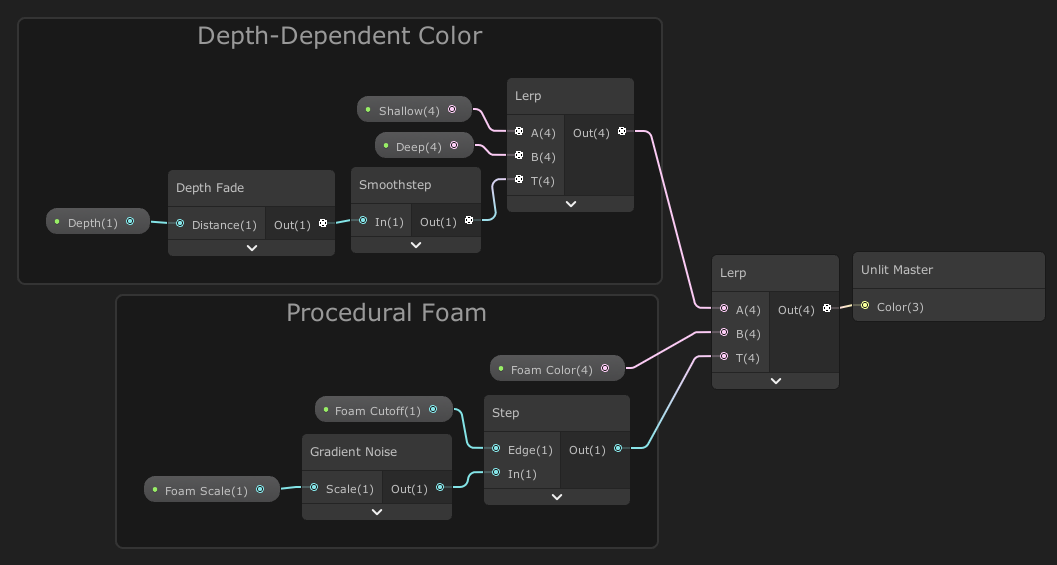 Depth-Dependent Color
Shallow(4)
Deep(4)
Lerp
A(4)
B(4)
T(4)
Out(4)
Depth(1)
Depth Fade
Distance(1)
Out(1)
Smoothstep
In(1)
Out(1)
Procedural Foam
Foam Color(4)
Foam Cutoff(1)
Foam Scale(1)
Gradient Noise
Scale(1)
Out(1)
Step
Edge(1)
In(1)
Out(1)
Lerp
A(4)
B(4)
T(4)
Out(4)
Unlit Master
Color(3)